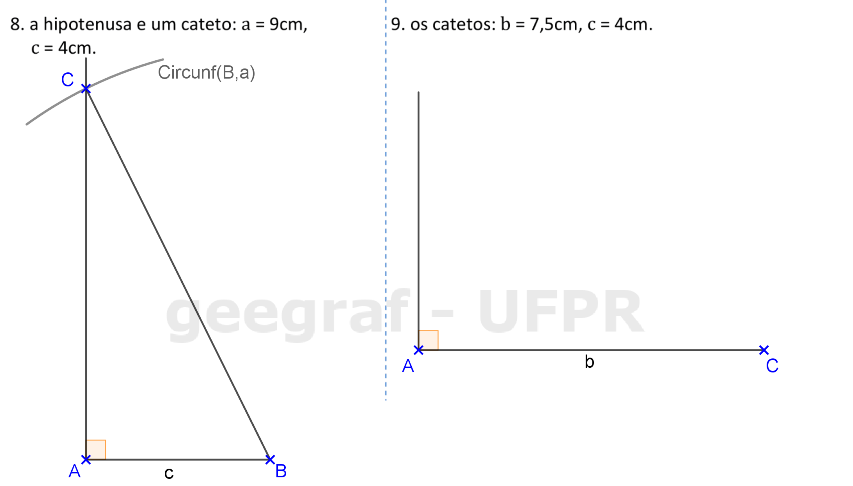 8. a hipotenusa e um cateto: a = 9cm,
c = 4cm.
C
Circunf(B,a)
A
c
B
9. os catetos: b = 7,5cm, c = 4cm.
A
b
C
geegraf - UFPR